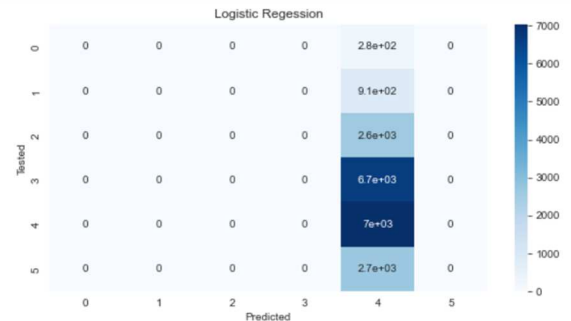 Logistic Regession
0 0 0 0 0 2.8e+02 0
1 0 0 0 0 9.1e+02 0
2 0 0 0 0 2.6e+03 0
3 0 0 0 0 6.7e+03 0
4 0 0 0 0 7e+03 0
5 0 0 0 0 2.7e+03 0
0 1 2 3 4 5
Tested
Predicted
7000
6000
5000
4000
3000
2000
1000
0